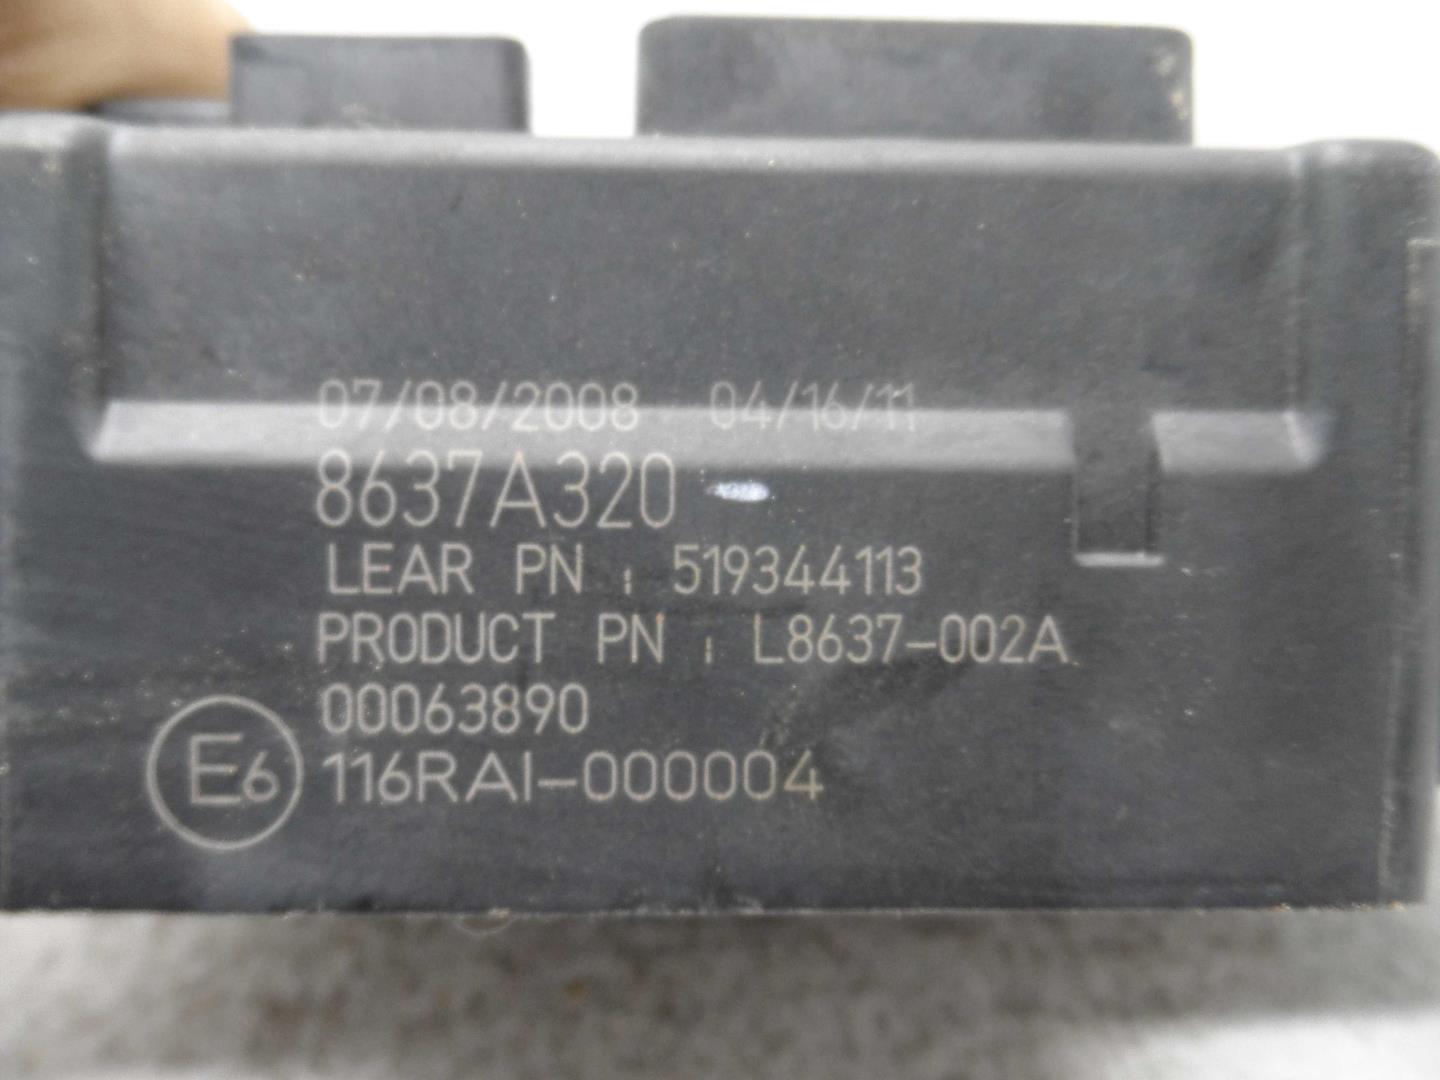 07/08/2008 04/16/11
8637A320
LEAR PN : 519344113
PRODUCT PN : L8637-002A
00063890
E6 116RAI-000004